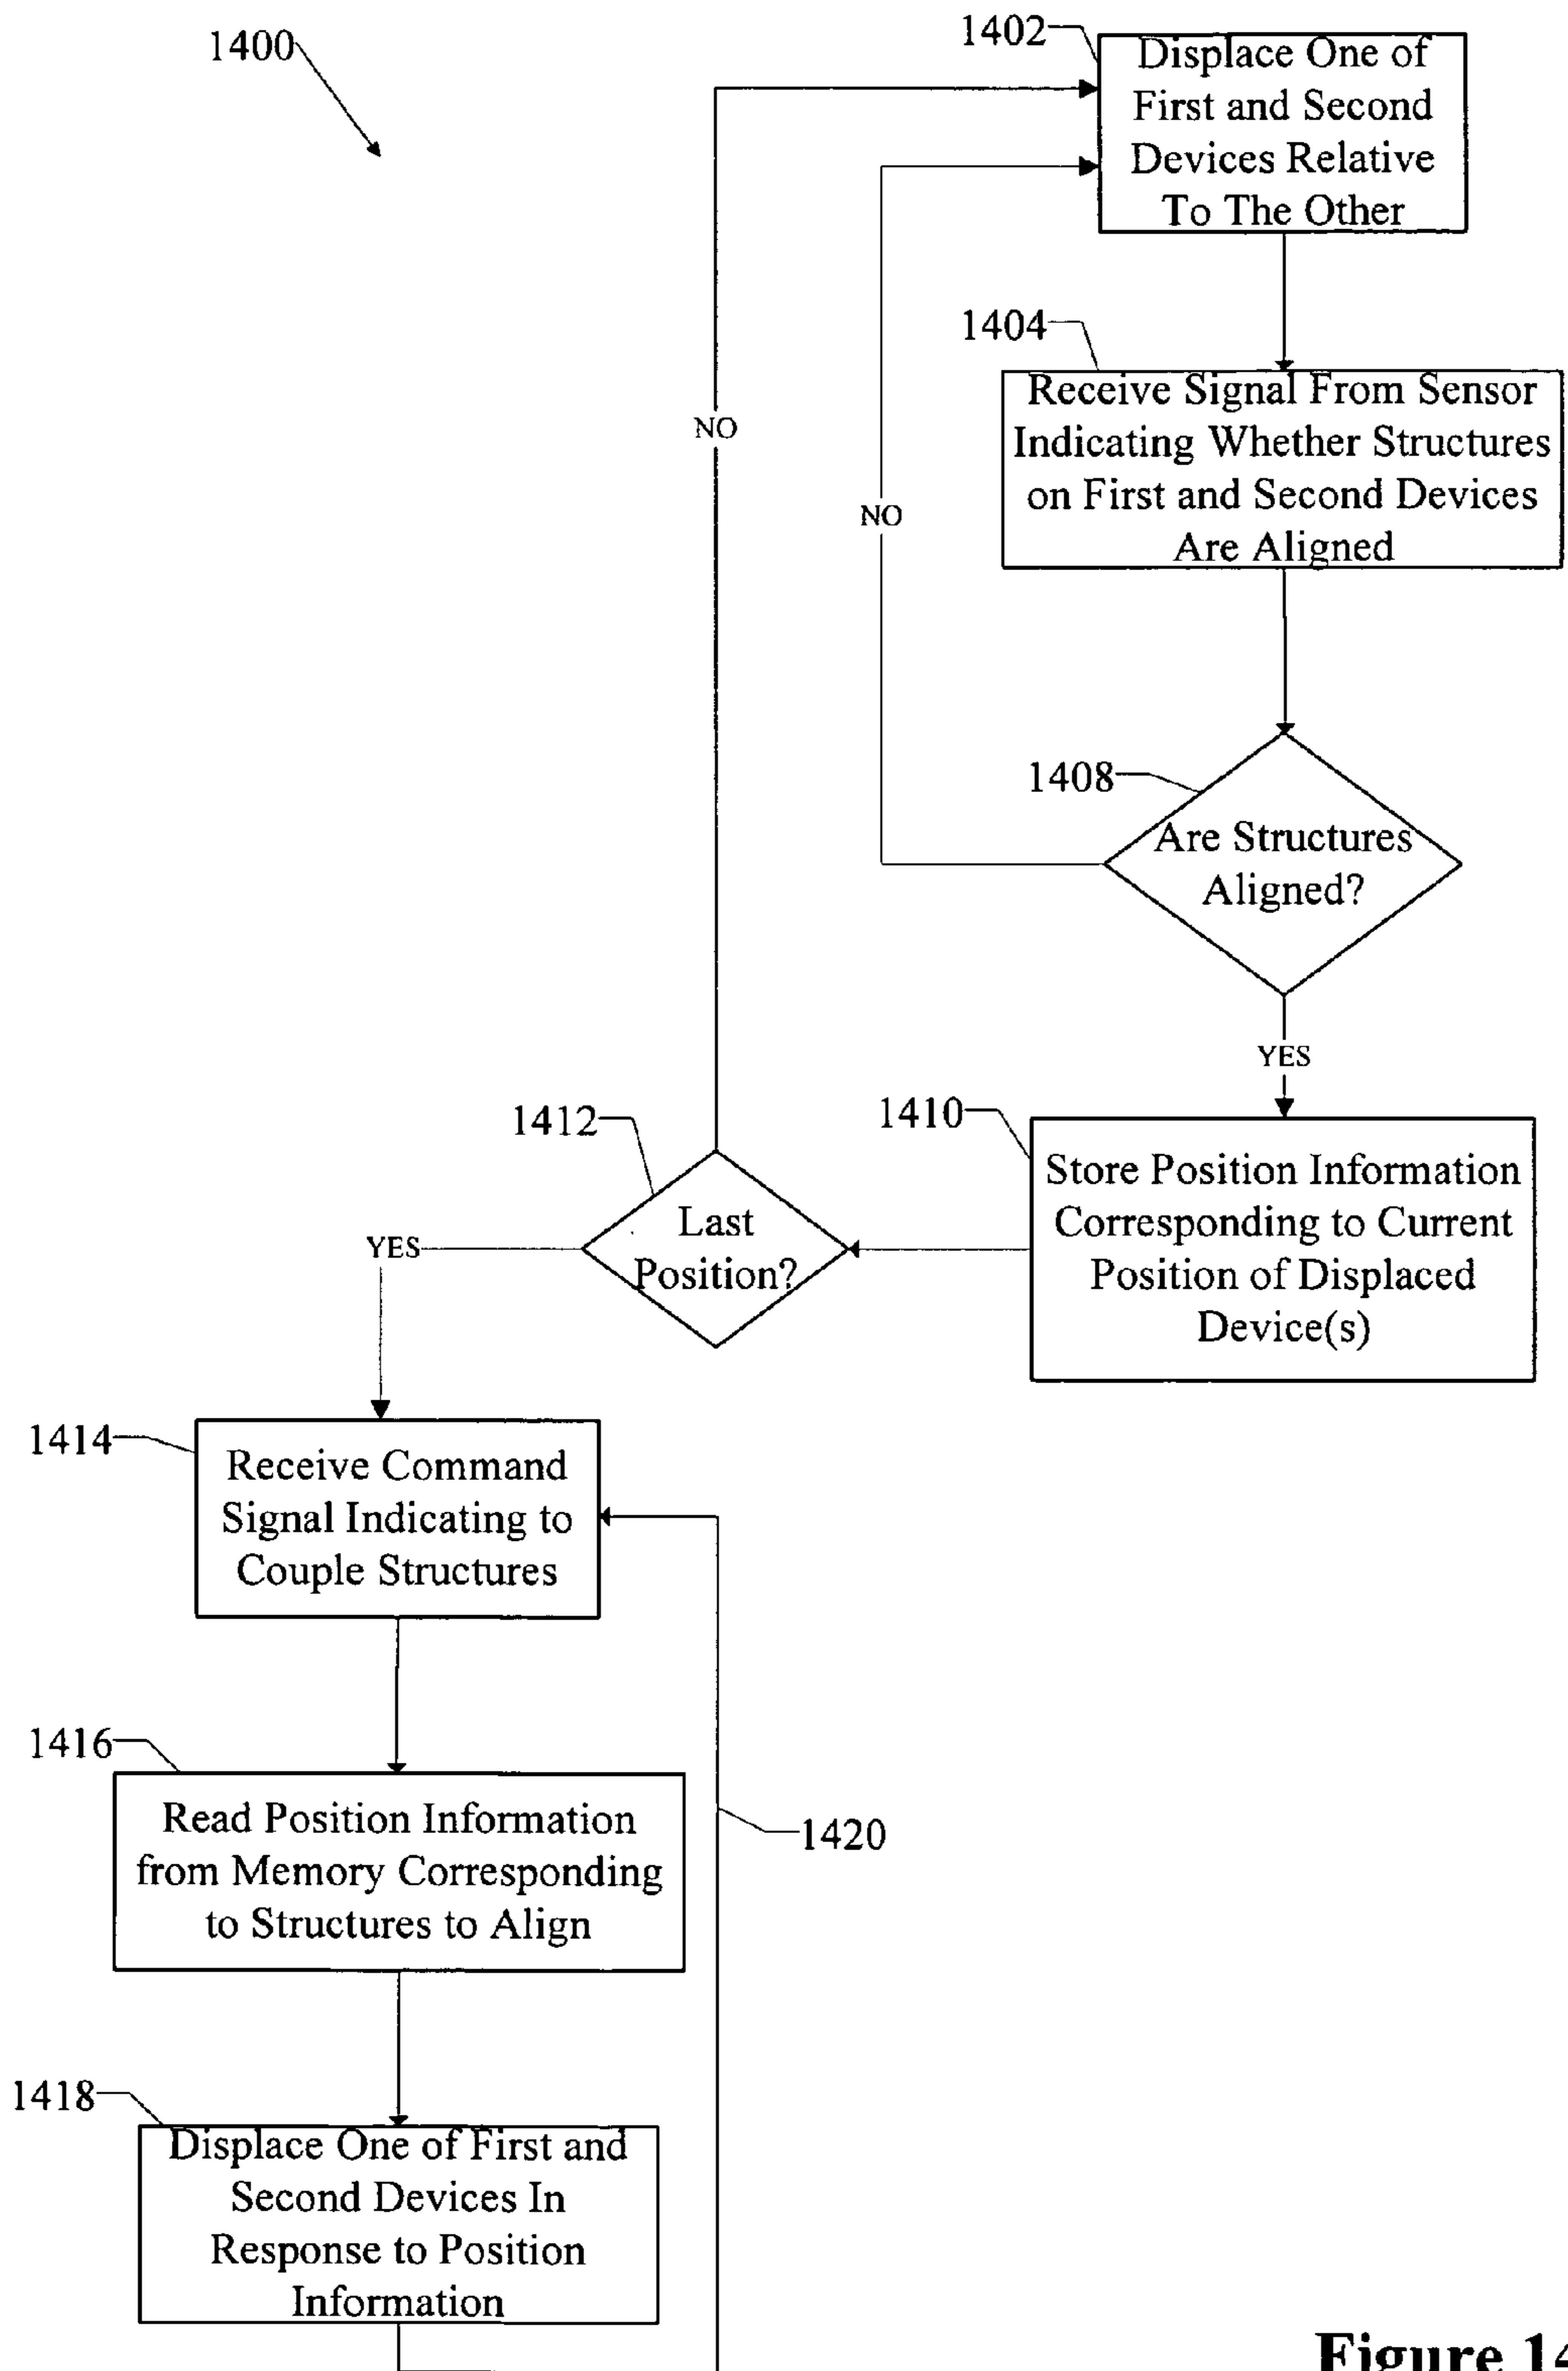 1400
1402
Displace One of
First and Second
Devices Relative
To The Other
1404
Receive Signal From Sensor
Indicating Whether Structures
on First and Second Devices
Are Aligned
NO
NO
1408
Are Structures
Aligned?
YES
1410
Store Position Information
Corresponding to Current
Position of Displaced
Device(s)
1412
Last
Position?
YES
1414
Receive Command
Signal Indicating to
Couple Structures
1416
Read Position Information
from Memory Corresponding
to Structures to Align
1420
1418
Displace One of First and
Second Devices In
Response to Position
Information
Figure 14